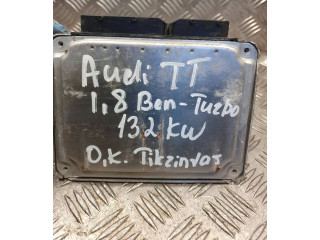 Audi TT
1,8 Ben-Turbo
132 KW
O,K. Tikrintas